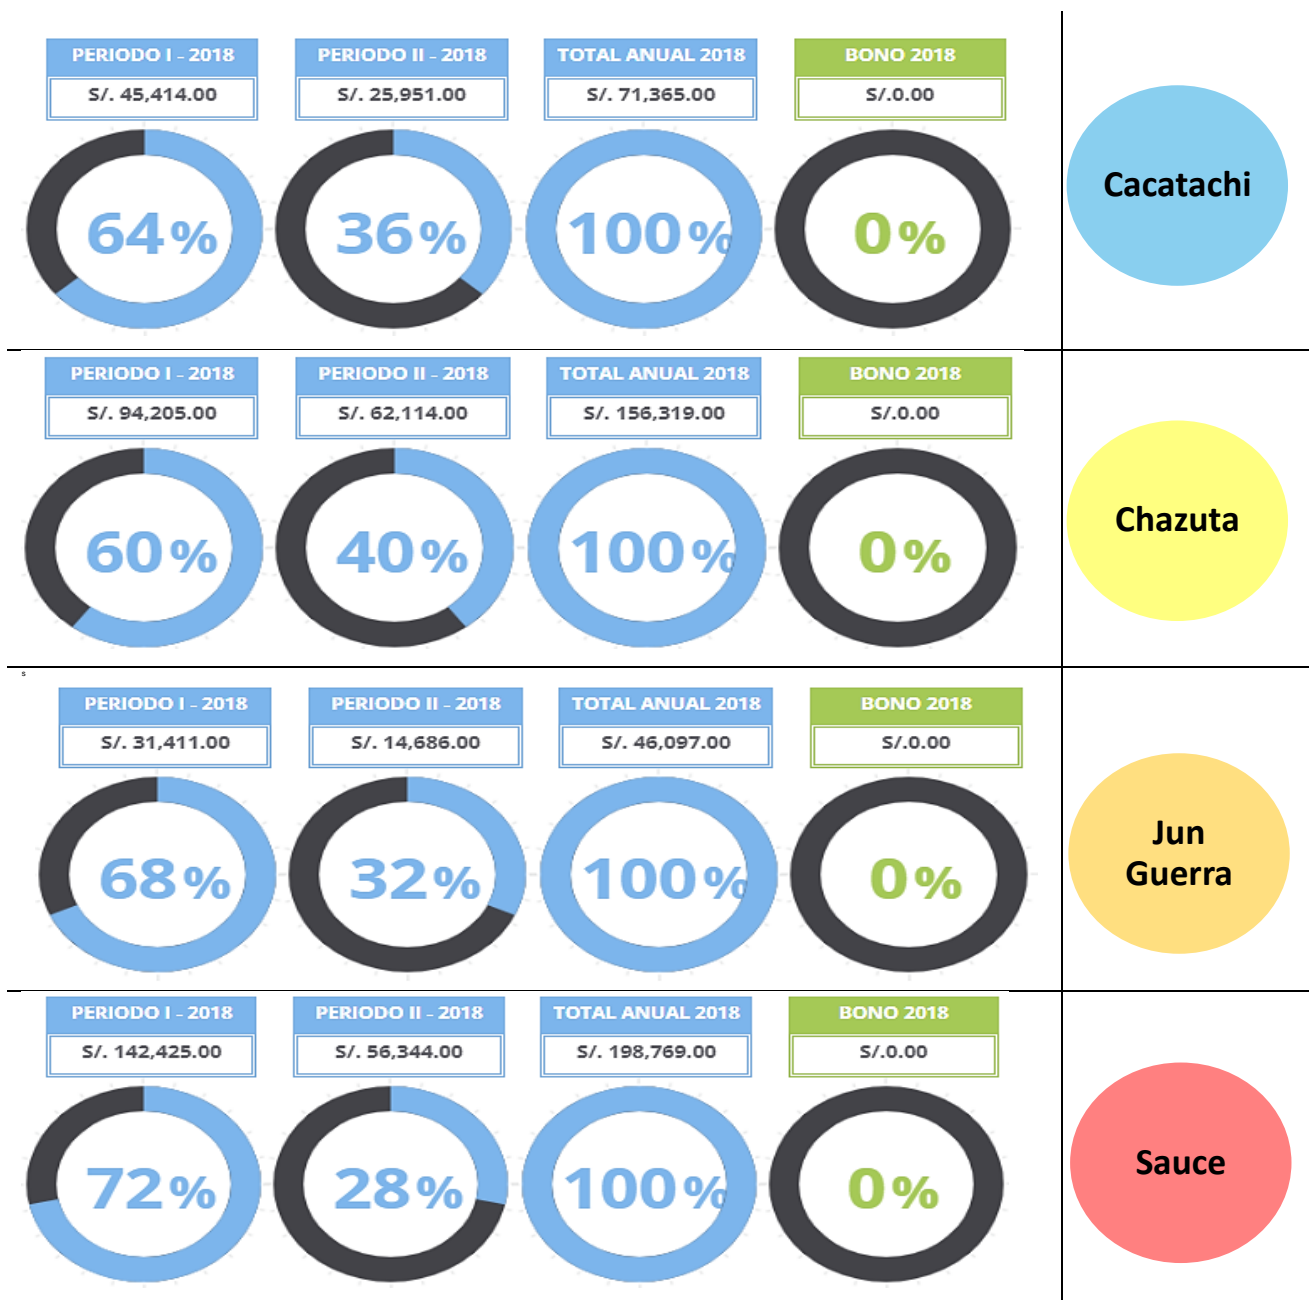 PERIODO I - 2018 PERIODO II - 2018 TOTAL ANUAL 2018 BONO 2018
S/. 45,414.00 S/. 25,951.00 S/. 71,365.00 S/.0.00
64% 36% 100% 0%
Cacatachi
PERIODO I - 2018 PERIODO II - 2018 TOTAL ANUAL 2018 BONO 2018
S/. 94,205.00 S/. 62,114.00 S/. 156,319.00 S/.0.00
60% 40% 100% 0%
Chazuta
s
PERIODO I - 2018 PERIODO II - 2018 TOTAL ANUAL 2018 BONO 2018
S/. 31,411.00 S/. 14,686.00 S/. 46,097.00 S/.0.00
68% 32% 100% 0%
Jun
Guerra
PERIODO I - 2018 PERIODO II - 2018 TOTAL ANUAL 2018 BONO 2018
S/. 142,425.00 S/. 56,344.00 S/. 198,769.00 S/.0.00
72% 28% 100% 0%
Sauce